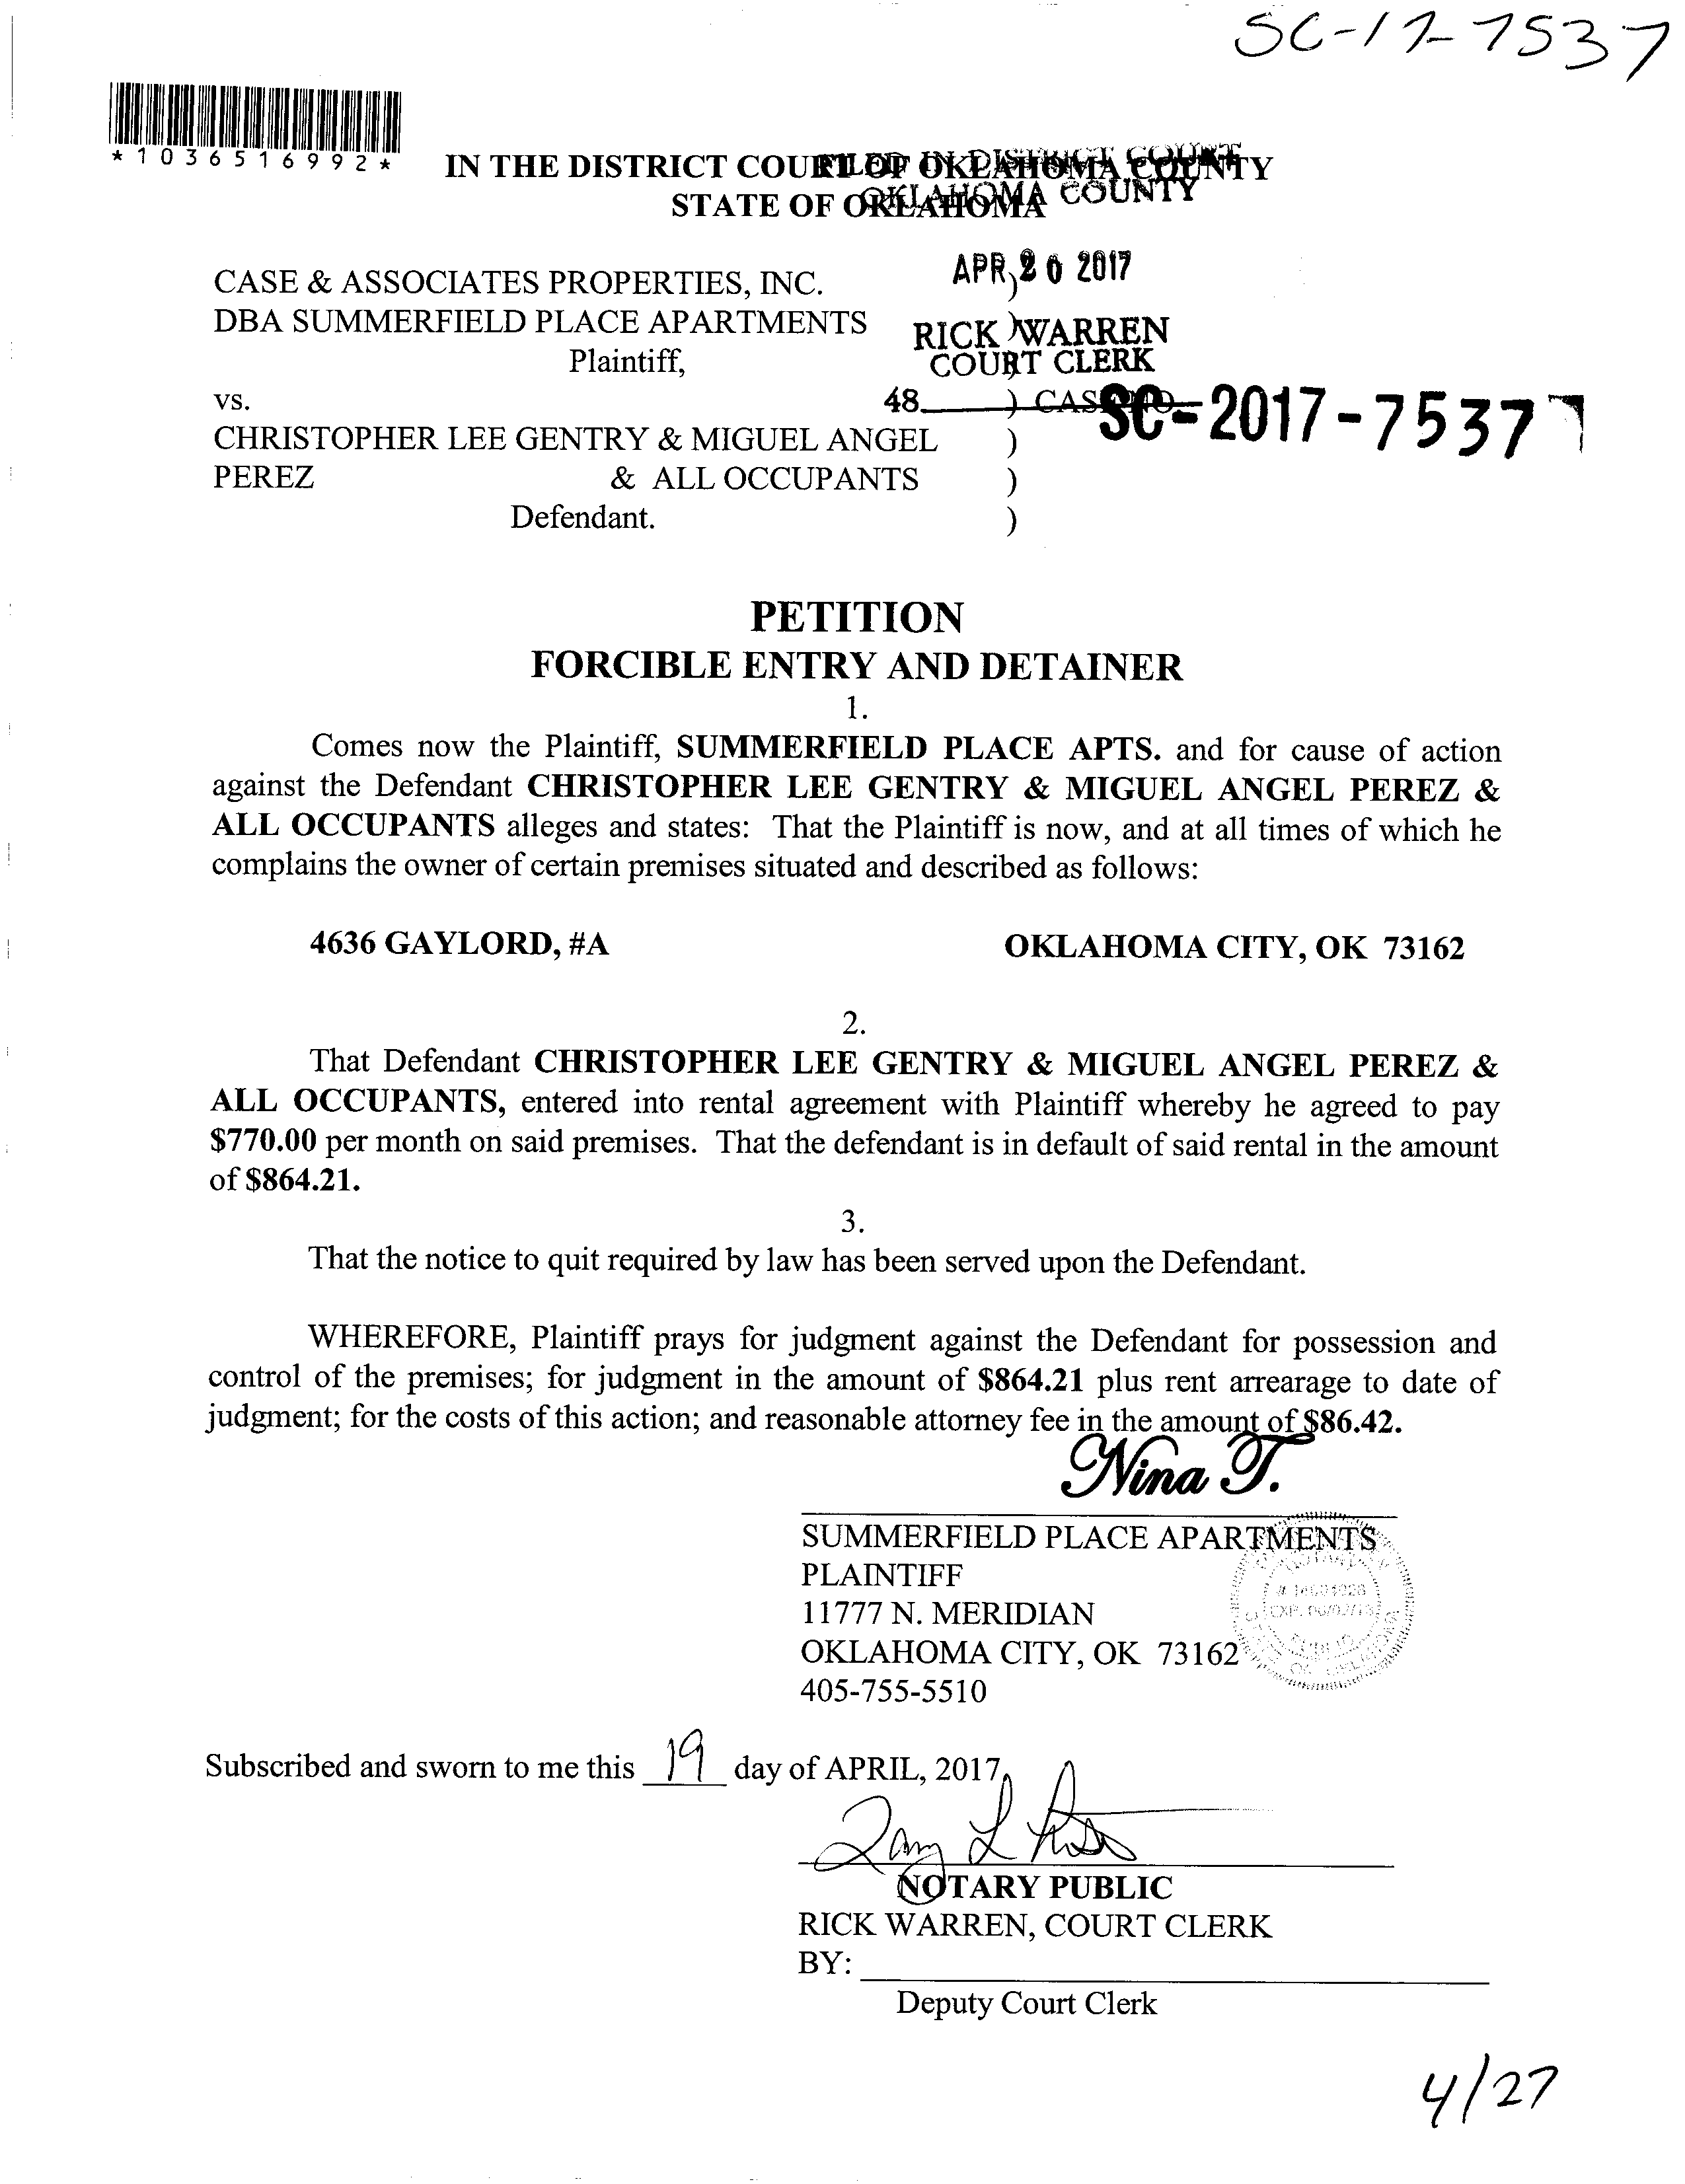 SC-17-7537
*1036516992*
IN THE DISTRICT COURT OF OKLAHOMA COUNTY
STATE OF OKLAHOMA
FILED IN DISTRICT COURT
OKLAHOMA COUNTY
APR 20 2017
RICK WARREN
COURT CLERK
48
CASE & ASSOCIATES PROPERTIES, INC. )
DBA SUMMERFIELD PLACE APARTMENTS )
Plaintiff, )
vs. ) CASE NO. SC-2017-7537
CHRISTOPHER LEE GENTRY & MIGUEL ANGEL )
PEREZ & ALL OCCUPANTS )
Defendant. )
PETITION
FORCIBLE ENTRY AND DETAINER
1.
Comes now the Plaintiff, SUMMERFIELD PLACE APTS. and for cause of action
against the Defendant CHRISTOPHER LEE GENTRY & MIGUEL ANGEL PEREZ &
ALL OCCUPANTS alleges and states: That the Plaintiff is now, and at all times of which he
complains the owner of certain premises situated and described as follows:
4636 GAYLORD, #A OKLAHOMA CITY, OK 73162
2.
That Defendant CHRISTOPHER LEE GENTRY & MIGUEL ANGEL PEREZ &
ALL OCCUPANTS, entered into rental agreement with Plaintiff whereby he agreed to pay
$770.00 per month on said premises. That the defendant is in default of said rental in the amount
of $864.21.
3.
That the notice to quit required by law has been served upon the Defendant.
WHEREFORE, Plaintiff prays for judgment against the Defendant for possession and
control of the premises; for judgment in the amount of $864.21 plus rent arrearage to date of
judgment; for the costs of this action; and reasonable attorney fee in the amount of $86.42.
Nina T.
SUMMERFIELD PLACE APARTMENTS
PLAINTIFF
11777 N. MERIDIAN
OKLAHOMA CITY, OK 73162
405-755-5510
Subscribed and sworn to me this 19 day of APRIL, 2017.
NOTARY PUBLIC
RICK WARREN, COURT CLERK
BY:
Deputy Court Clerk
4/27